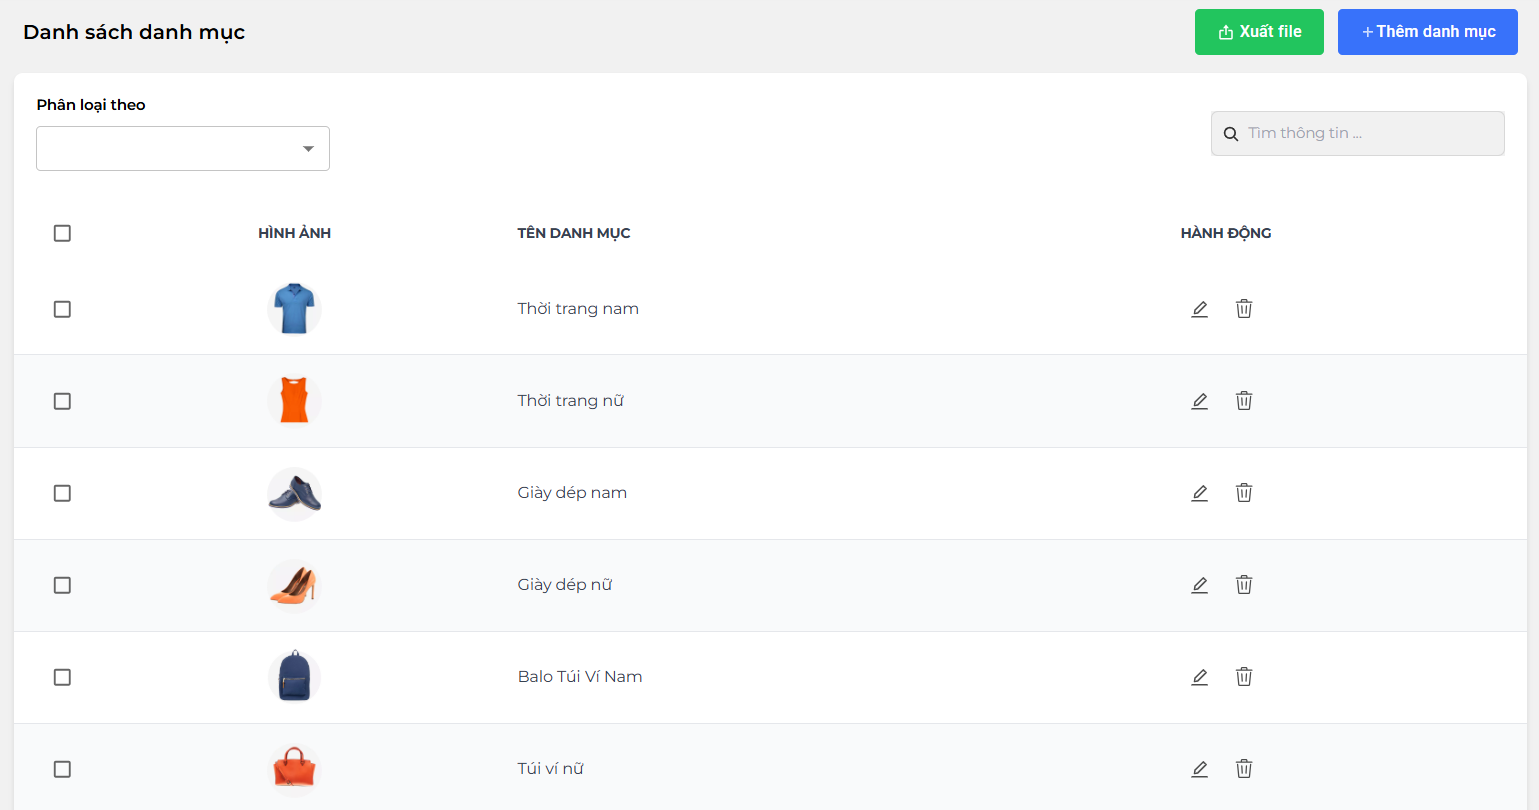 Danh sách danh mục
Xuất file
+Thêm danh mục
Phân loại theo
Tìm thông tin ...
HÌNH ẢNH
TÊN DANH MỤC
HÀNH ĐỘNG
Thời trang nam
Thời trang nữ
Giày dép nam
Giày dép nữ
Balo Túi Ví Nam
Túi ví nữ